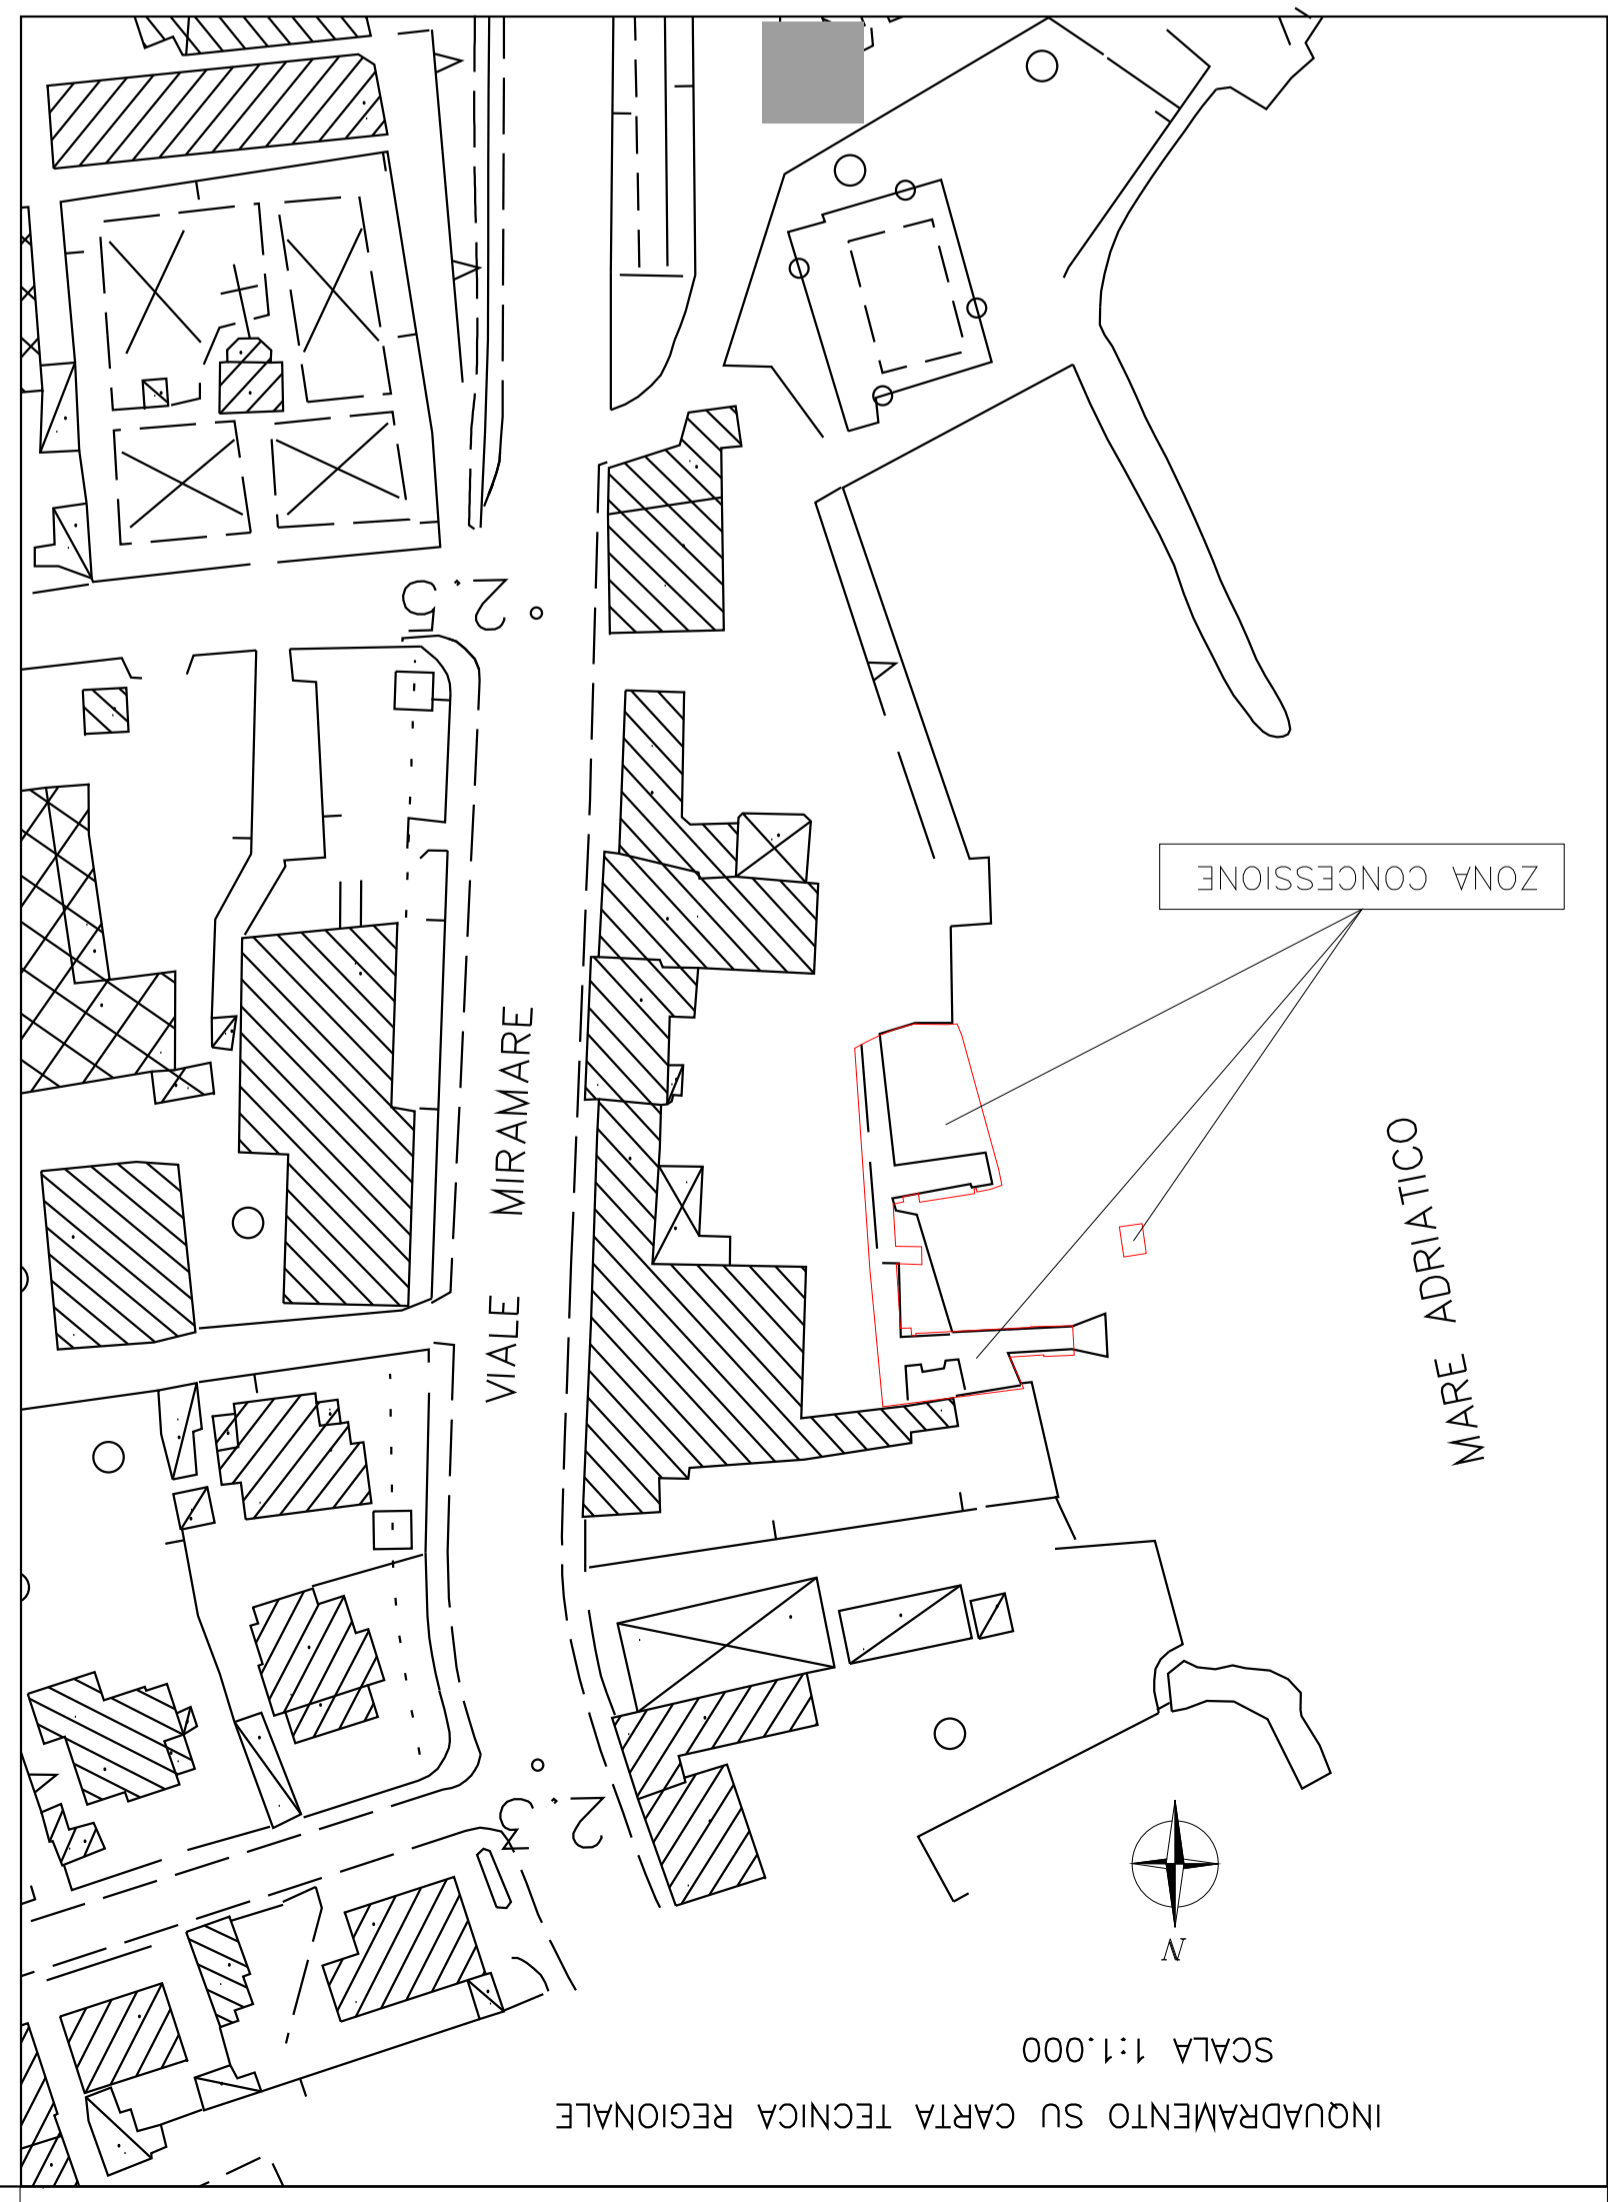 INQUADRAMENTO SU CARTA TECNICA REGIONALE
SCALA 1:1.000
N
2.3
MARE ADRIATICO
VIALE MIRAMARE
ZONA CONCESSIONE
2.5